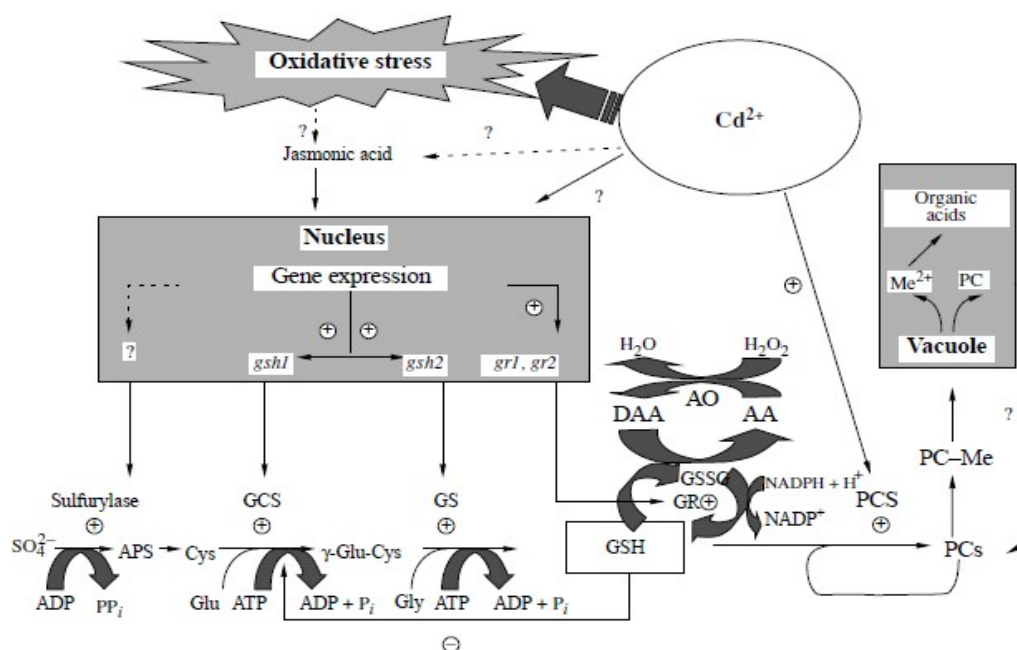 Oxidative stress
Cd2+
?
?
Jasmonic acid
?
Organic
acids
Nucleus
Gene expression
⊕
Me2+
PC
⊕ ⊕
⊕
Vacuole
?
gsh1
gsh2
gr1, gr2
H2O
H2O2
AO
DAA
AA
?
PC–Me
GSSG
NADPH + H+
Sulfurylase
GCS
GS
GR⊕
PCS
⊕
⊕
⊕
NADP+
⊕
SO42−
APS
Cys
γ-Glu-Cys
GSH
PCs
ADP
PPi
Glu
ATP
ADP + Pi
Gly
ATP
ADP + Pi
⊖